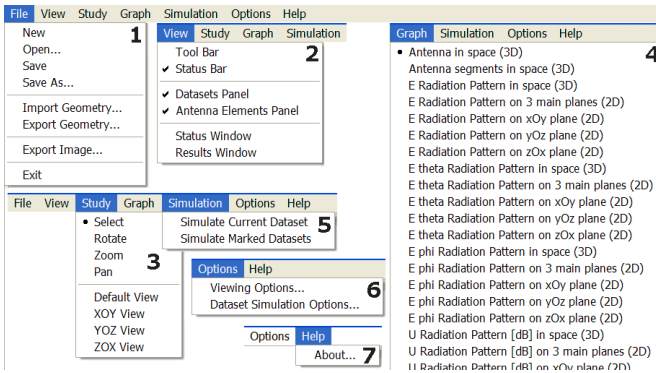 File View Study Graph Simulation Options Help
New 1
Open...
Save
Save As...
Import Geometry...
Export Geometry...
Export Image...
Exit
View Study Graph Simulation
Tool Bar 2
Status Bar
Datasets Panel
Antenna Elements Panel
Status Window
Results Window
Graph Simulation Options Help
Antenna in space (3D) 4
Antenna segments in space (3D)
E Radiation Pattern in space (3D)
E Radiation Pattern on 3 main planes (2D)
E Radiation Pattern on xOy plane (2D)
E Radiation Pattern on yOz plane (2D)
E Radiation Pattern on zOx plane (2D)
E theta Radiation Pattern in space (3D)
E theta Radiation Pattern on 3 main planes (2D)
E theta Radiation Pattern on xOy plane (2D)
E theta Radiation Pattern on yOz plane (2D)
E theta Radiation Pattern on zOx plane (2D)
E phi Radiation Pattern in space (3D)
E phi Radiation Pattern on 3 main planes (2D)
E phi Radiation Pattern on xOy plane (2D)
E phi Radiation Pattern on yOz plane (2D)
E phi Radiation Pattern on zOx plane (2D)
U Radiation Pattern [dB] in space (3D)
U Radiation Pattern [dB] on 3 main planes (2D)
U Radiation Pattern [dB] on xOy plane (2D)
File View Study Graph Simulation Options Help
Select
Rotate
Zoom 3
Pan
Default View
XOY View
YOZ View
ZOX View
Simulate Current Dataset 5
Simulate Marked Datasets
Options Help
Viewing Options... 6
Dataset Simulation Options...
Options Help
About... 7